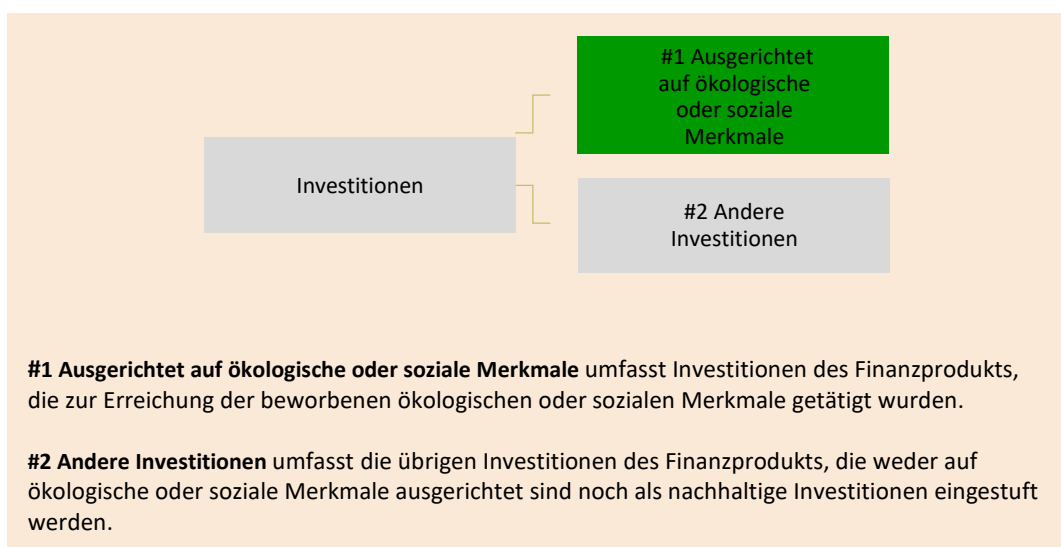 #1 Ausgerichtet
auf ökologische
oder soziale
Merkmale
Investitionen
#2 Andere
Investitionen
#1 Ausgerichtet auf ökologische oder soziale Merkmale umfasst Investitionen des Finanzprodukts,
die zur Erreichung der beworbenen ökologischen oder sozialen Merkmale getätigt wurden.
#2 Andere Investitionen umfasst die übrigen Investitionen des Finanzprodukts, die weder auf
ökologische oder soziale Merkmale ausgerichtet sind noch als nachhaltige Investitionen eingestuft
werden.